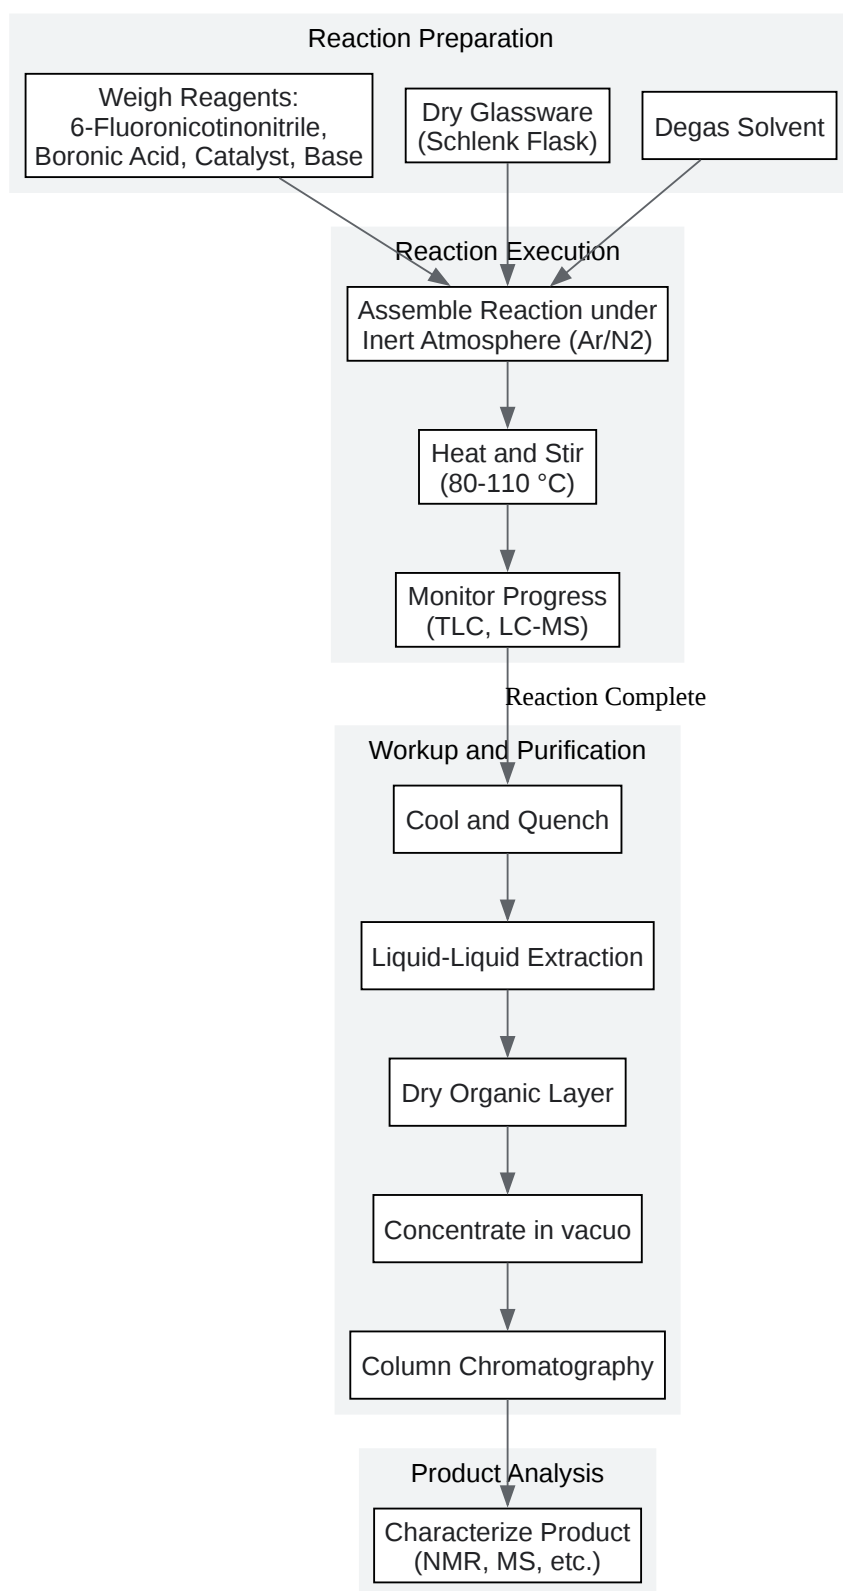 Reaction Preparation
Weigh Reagents:
6-Fluoronicotinonitrile,
Boronic Acid, Catalyst, Base
Dry Glassware
(Schlenk Flask)
Degas Solvent
Reaction Execution
Assemble Reaction under
Inert Atmosphere (Ar/N2)
Heat and Stir
(80-110 °C)
Monitor Progress
(TLC, LC-MS)
Reaction Complete
Workup and Purification
Cool and Quench
Liquid-Liquid Extraction
Dry Organic Layer
Concentrate in vacuo
Column Chromatography
Product Analysis
Characterize Product
(NMR, MS, etc.)